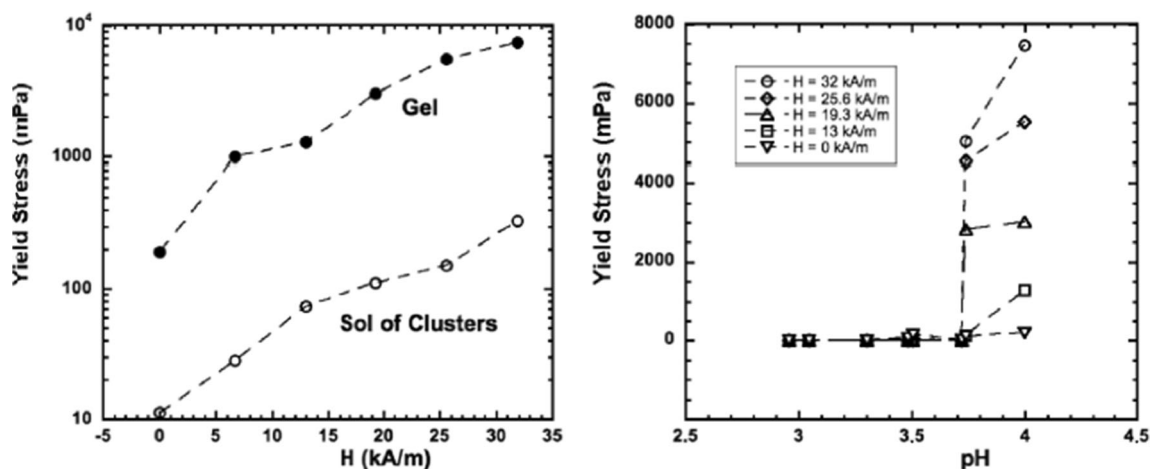 10⁴
1000
100
10
Yield Stress (mPa)
Gel
Sol of Clusters
-5 0 5 10 15 20 25 30 35
H (kA/m)
8000
6000
4000
2000
0
Yield Stress (mPa)
H = 32 kA/m
H = 25.6 kA/m
H = 19.3 kA/m
H = 13 kA/m
H = 0 kA/m
2.5 3 3.5 4 4.5
pH